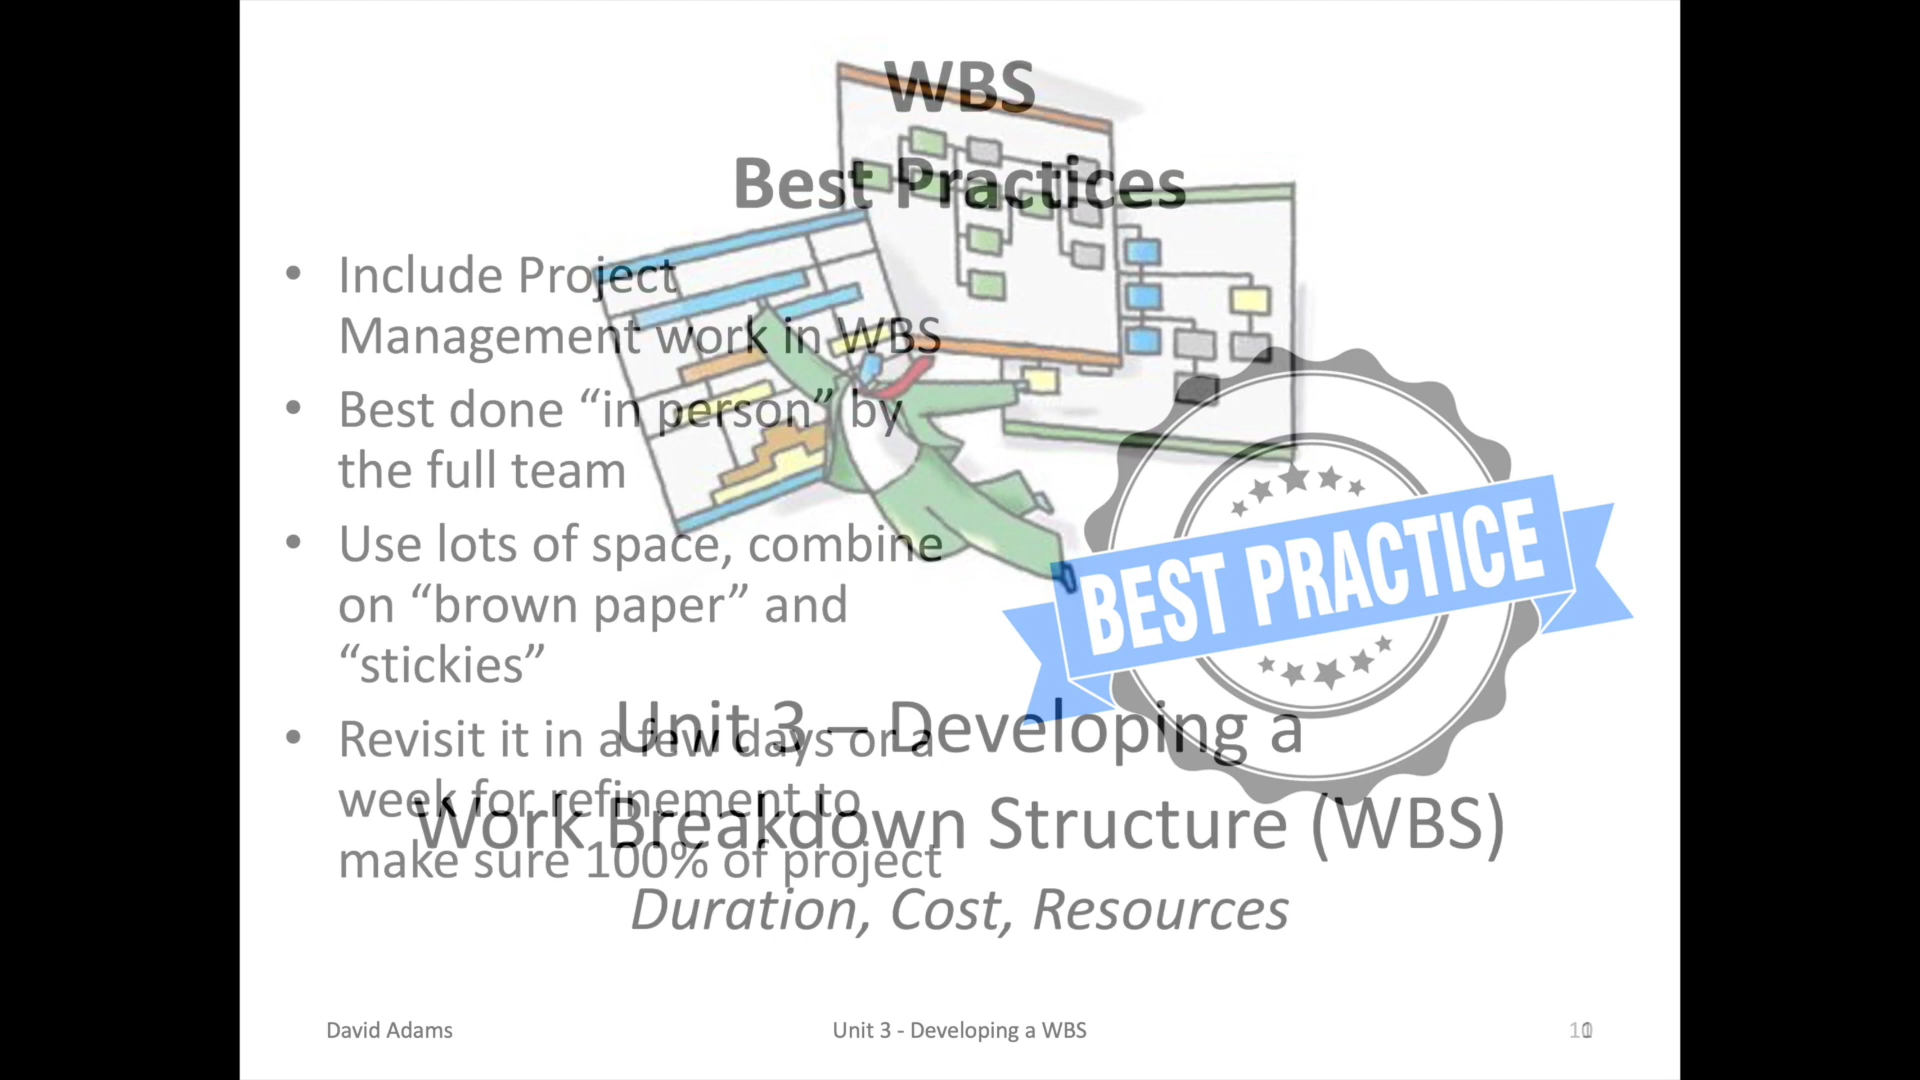 WBS
Best Practices
• Include Project
Management work in WBS
• Best done “in person” by
the full team
• Use lots of space, combine
on “brown paper” and
“stickies”
• Revisit it in a few days or a
week for refinement to
make sure 100% of project
BEST PRACTICE
Unit 3 – Developing a
Work Breakdown Structure (WBS)
Duration, Cost, Resources
David Adams
Unit 3 - Developing a WBS